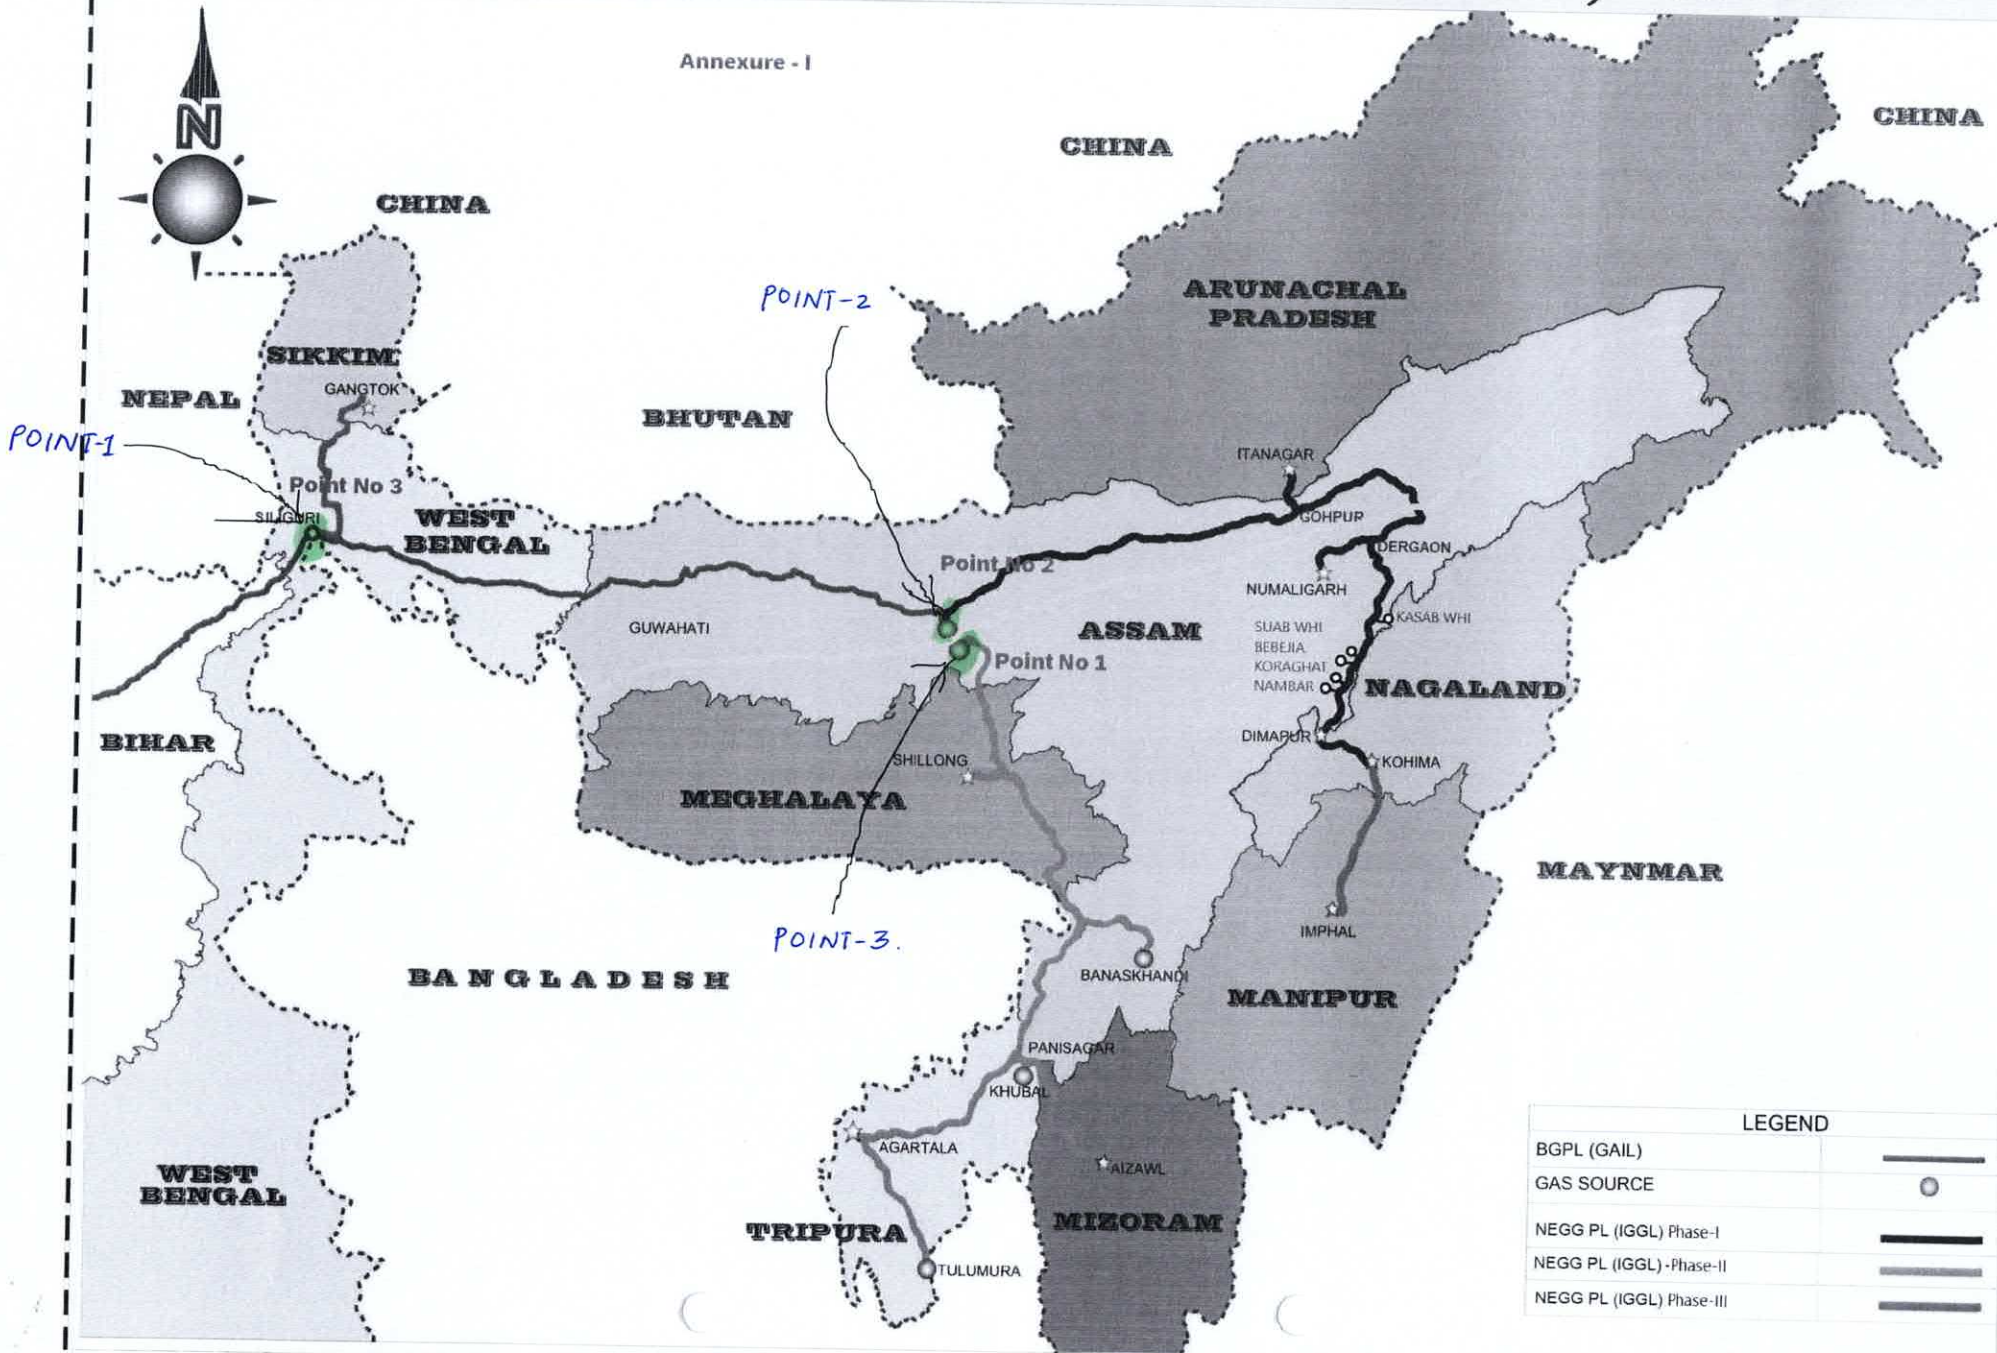 Annexure - I
N
CHINA
CHINA
CHINA
ARUNACHAL
PRADESH
POINT-2
SIKKIM
GANGTOK
NEPAL
BHUTAN
POINT-1
ITANAGAR
Point No 3
SILIGURI
WEST
BENGAL
GOHPUR
DERGAON
Point No 2
NUMALIGARH
KASAB WHI
GUWAHATI
ASSAM
SUAB WHI
BEBEJIA
KORAGHAT
NAMBAR
Point No 1
NAGALAND
BIHAR
DIMAPUR
KOHIMA
SHILLONG
MEGHALAYA
MAYNMAR
POINT-3.
IMPHAL
BANGLADESH
BANASKHANDI
MANIPUR
PANISAGAR
KHUBAL
AGARTALA
AIZAWL
WEST
BENGAL
TRIPURA
MIZORAM
TULUMURA
LEGEND
BGPL (GAIL)
GAS SOURCE
NEGG PL (IGGL) Phase-I
NEGG PL (IGGL) -Phase-II
NEGG PL (IGGL) Phase-III